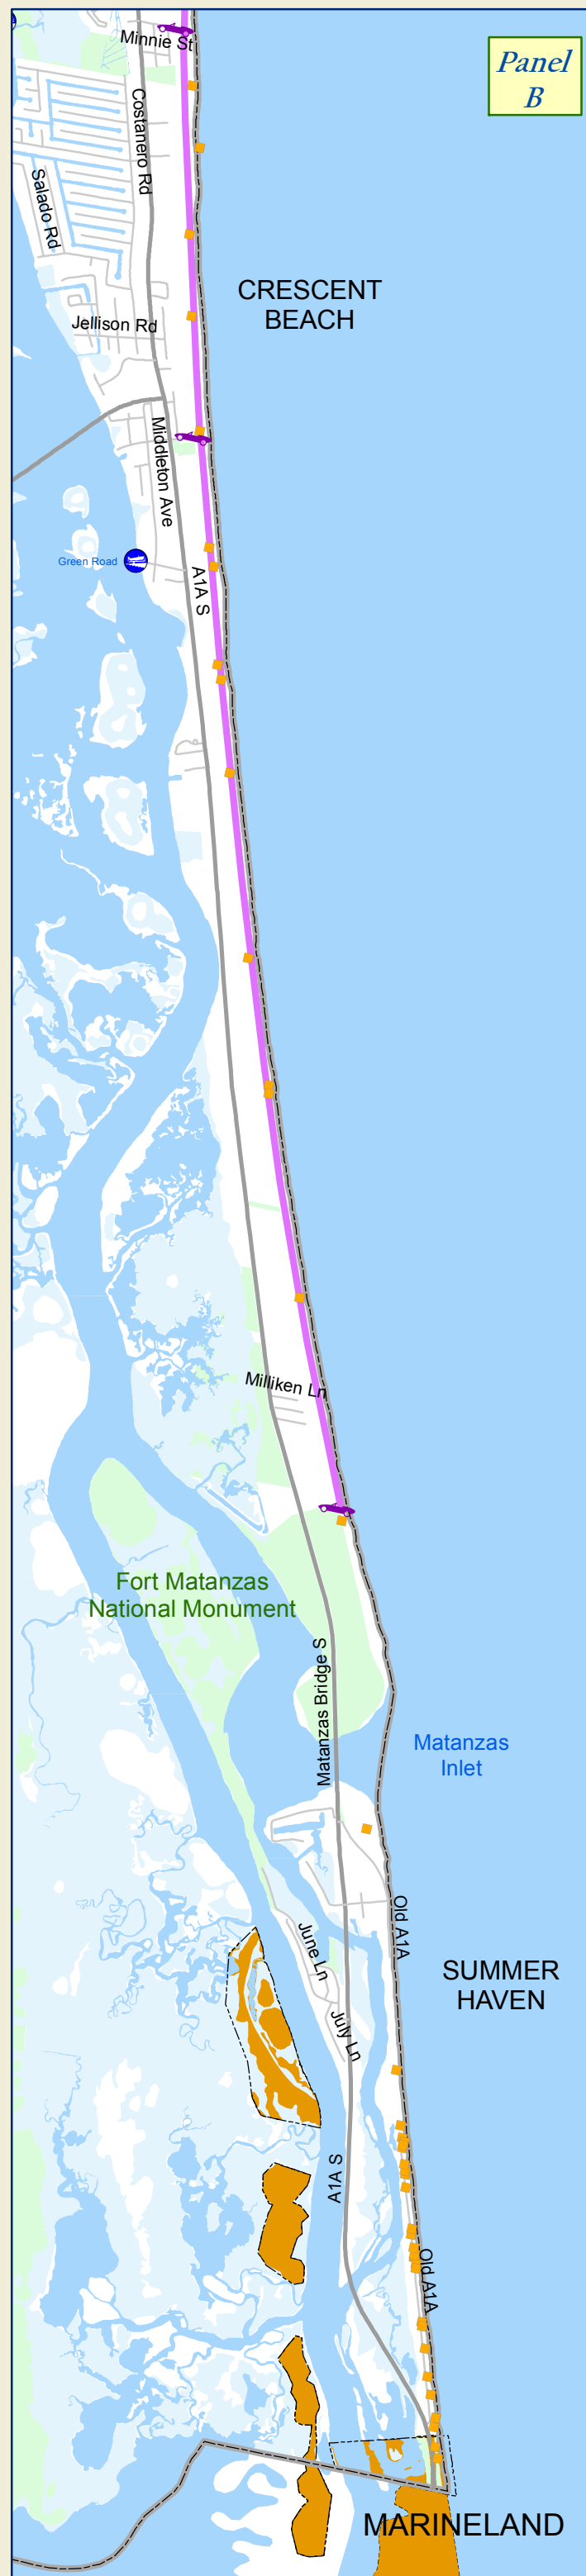 Panel
B
Minnie St
Costanero Rd
Salado Rd
CRESCENT
BEACH
Jellison Rd
Middleton Ave
Green Road
A1A S
Milliken Ln
Fort Matanzas
National Monument
Matanzas Bridge S
Matanzas
Inlet
Old A1A
June Ln
SUMMER
HAVEN
July Ln
A1A S
Old A1A
MARINELAND